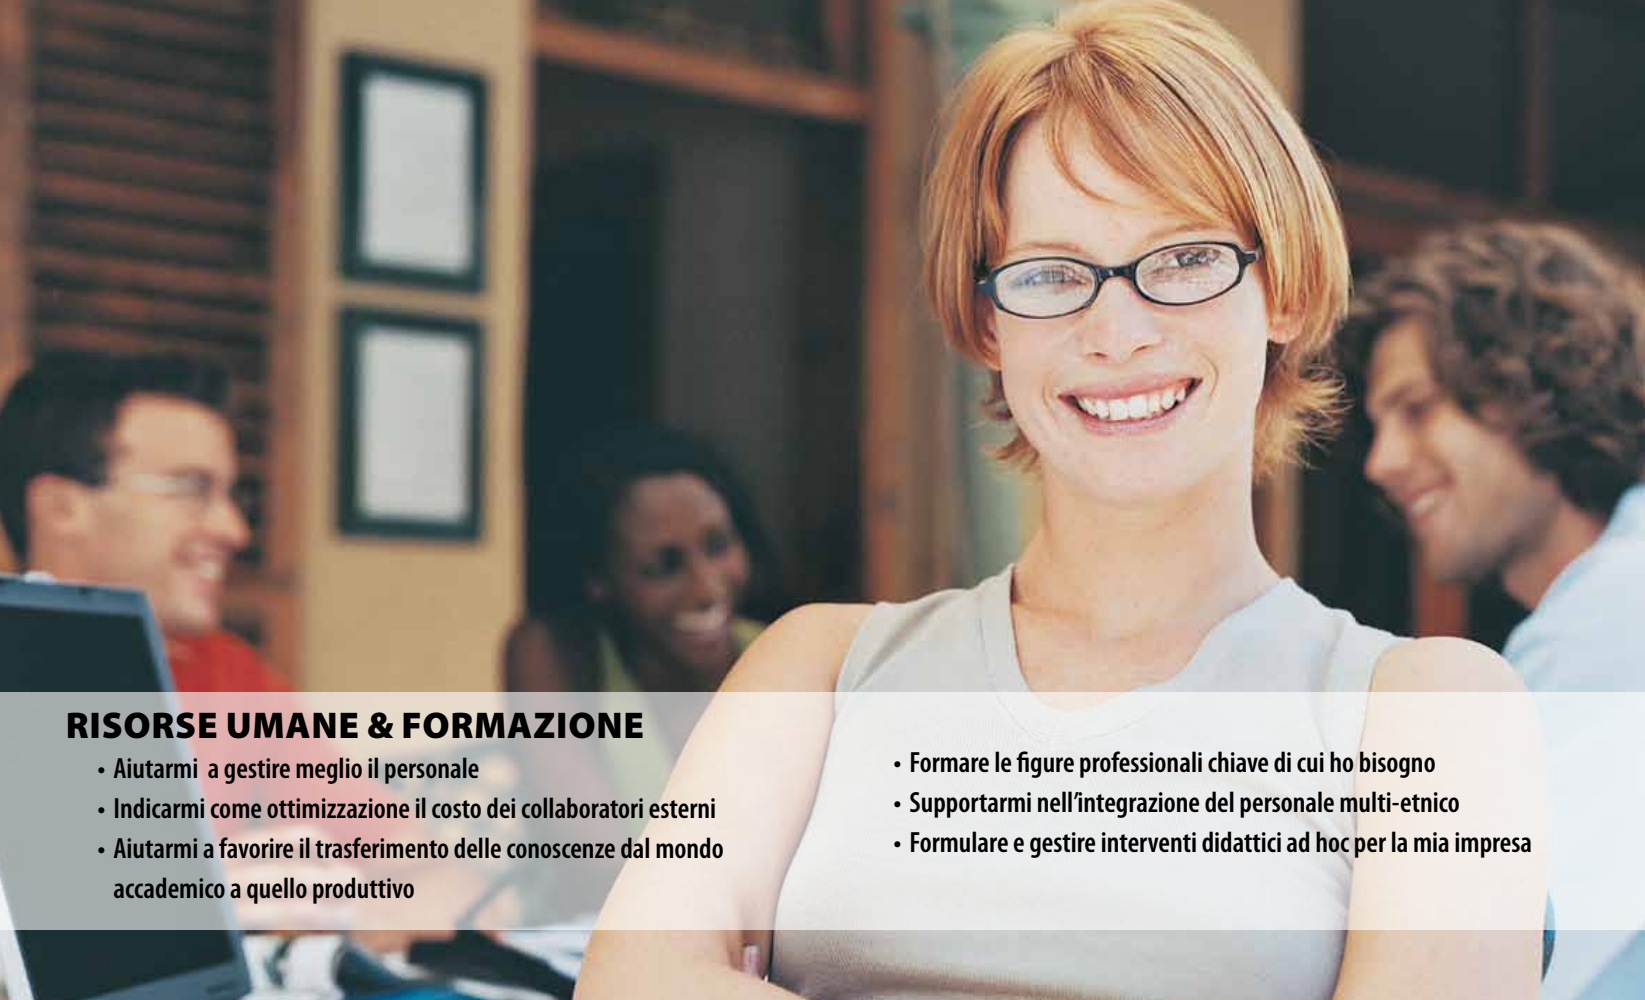 RISORSE UMANE & FORMAZIONE
• Aiutarmi  a gestire meglio il personale
• Indicarmi come ottimizzazione il costo dei collaboratori esterni
• Aiutarmi a favorire il trasferimento delle conoscenze dal mondo
accademico a quello produttivo
• Formare le figure professionali chiave di cui ho bisogno
• Supportarmi nell’integrazione del personale multi-etnico
• Formulare e gestire interventi didattici ad hoc per la mia impresa